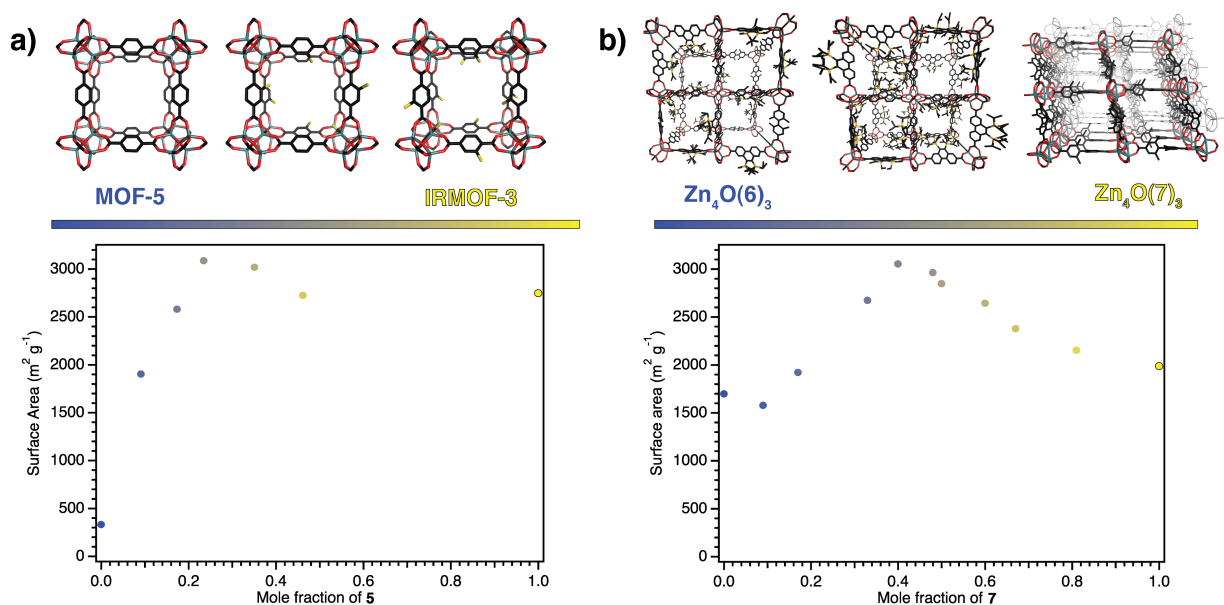 a)
MOF-5
IRMOF-3
Surface Area (m² g⁻¹)
3000
2500
2000
1500
1000
500
0
0.0 0.2 0.4 0.6 0.8 1.0
Mole fraction of 5
b)
Zn₄O(6)₃
Zn₄O(7)₃
Surface area (m² g⁻¹)
3000
2500
2000
1500
1000
500
0
0.0 0.2 0.4 0.6 0.8 1.0
Mole fraction of 7